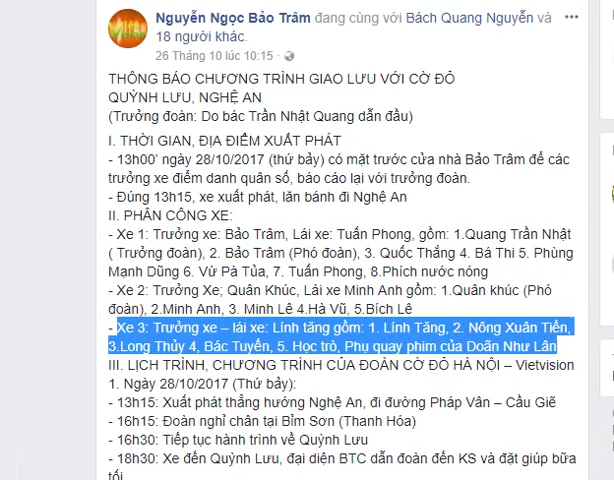 Nguyễn Ngọc Bảo Trâm đang cùng với Bách Quang Nguyễn và
18 người khác.
26 Tháng 10 lúc 10:15 ·
THÔNG BÁO CHƯƠNG TRÌNH GIAO LƯU VỚI CỜ ĐỎ
QUỲNH LƯU, NGHỆ AN
(Trưởng đoàn: Do bác Trần Nhật Quang dẫn đầu)
I. THỜI GIAN, ĐỊA ĐIỂM XUẤT PHÁT
- 13h00' ngày 28/10/2017 (thứ bảy) có mặt trước cửa nhà Bảo Trâm để các
trưởng xe điểm danh quân số, báo cáo lại với trưởng đoàn.
- Đúng 13h15, xe xuất phát, lăn bánh đi Nghệ An
II. PHÂN CÔNG XE:
- Xe 1: Trưởng xe: Bảo Trâm, Lái xe: Tuấn Phong, gồm: 1.Quang Trần Nhật
( Trưởng đoàn), 2. Bảo Trâm (Phó đoàn), 3. Quốc Thắng 4. Bá Thi 5. Phùng
Mạnh Dũng 6. Vừ Pà Tủa, 7. Tuấn Phong, 8.Phích nước nóng
- Xe 2: Trưởng Xe; Quân Khúc, Lái xe Minh Anh gồm: 1.Quân khúc (Phó
đoàn), 2.Minh Anh, 3. Minh Lê 4.Hà Vũ, 5.Bích Lê
- Xe 3: Trưởng xe – lái xe: Lính tăng gồm: 1. Lính Tăng, 2. Nông Xuân Tiến,
3.Long Thủy 4, Bác Tuyến, 5. Học trò, Phụ quay phim của Doãn Như Lân
III. LỊCH TRÌNH, CHƯƠNG TRÌNH CỦA ĐOÀN CỜ ĐỎ HÀ NỘI – Vietvision
1. Ngày 28/10/2017 (Thứ bảy):
- 13h15: Xuất phát thẳng hướng Nghệ An, đi đường Pháp Vân – Cầu Giẽ
- 16h15: Đoàn nghỉ chân tại Bỉm Sơn (Thanh Hóa)
- 16h30: Tiếp tục hành trình về Quỳnh Lưu
- 18h30: Xe đến Quỳnh Lưu, đại diện BTC dẫn đoàn đến KS và đặt giúp bữa
tối